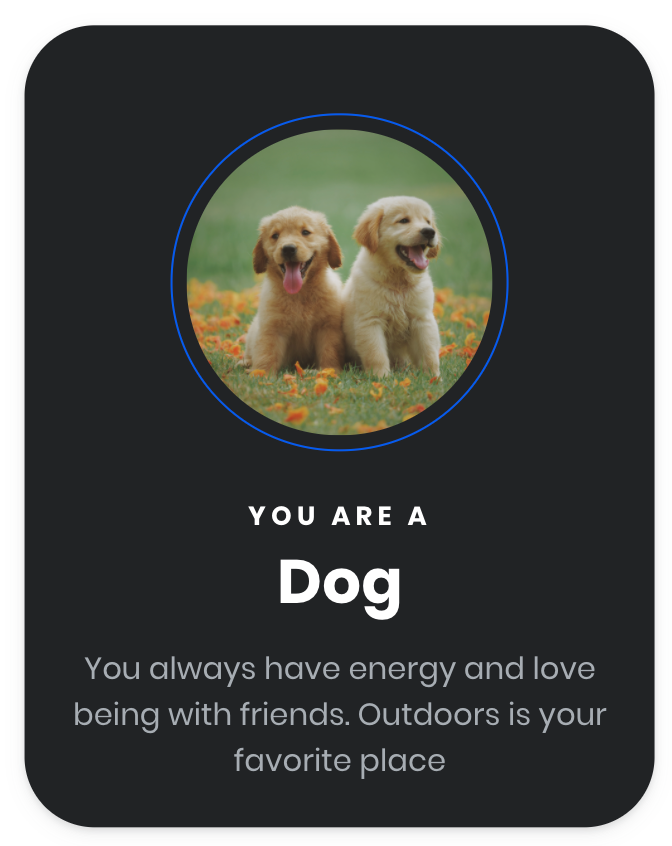 YOU ARE A
Dog
You always have energy and love
being with friends. Outdoors is your
favorite place